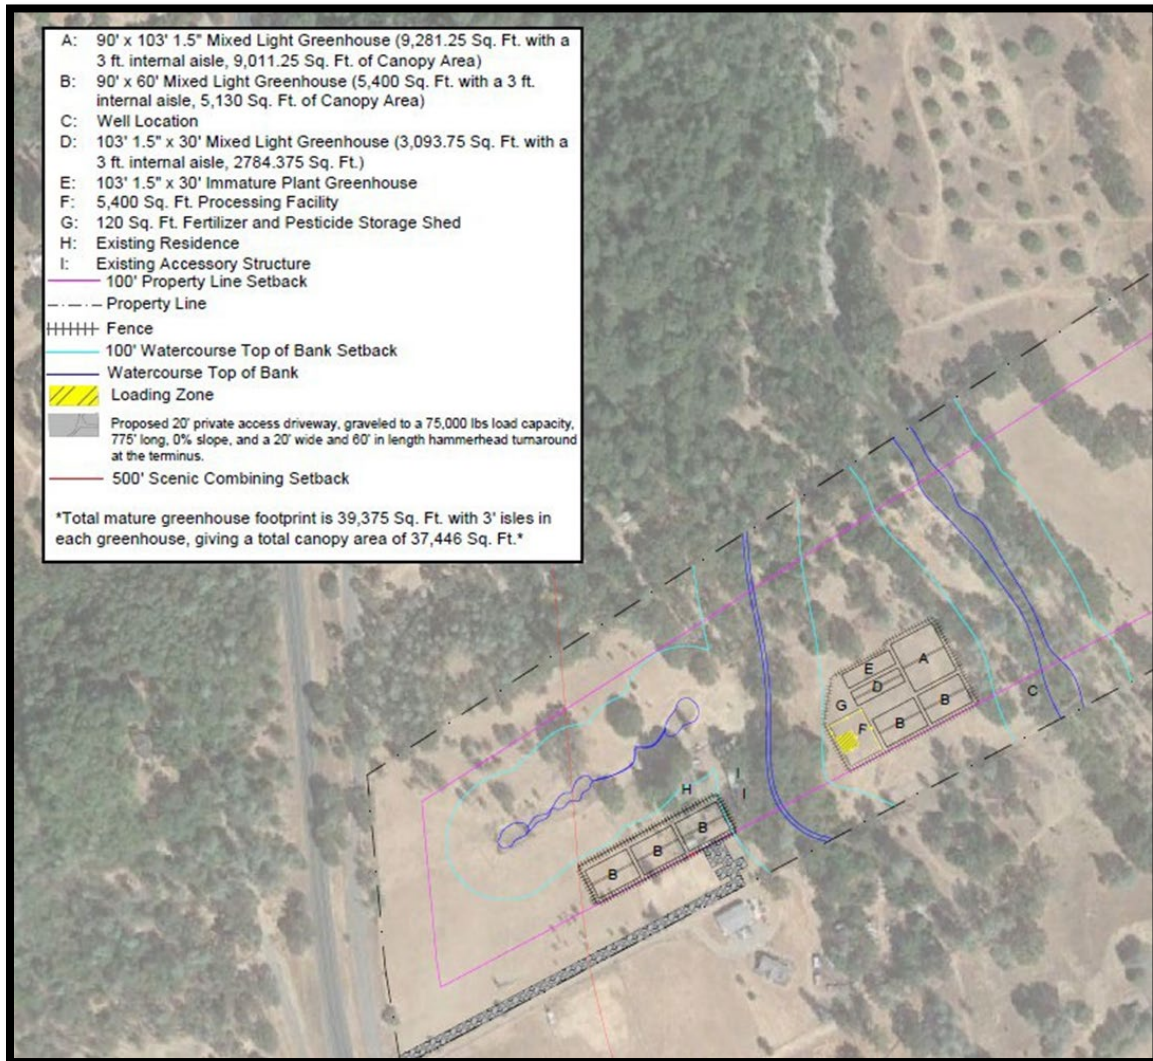 A: 90' x 103' 1.5" Mixed Light Greenhouse (9,281.25 Sq. Ft. with a
3 ft. internal aisle, 9,011.25 Sq. Ft. of Canopy Area)
B: 90' x 60' Mixed Light Greenhouse (5,400 Sq. Ft. with a 3 ft.
internal aisle, 5,130 Sq. Ft. of Canopy Area)
C: Well Location
D: 103' 1.5" x 30' Mixed Light Greenhouse (3,093.75 Sq. Ft. with a
3 ft. internal aisle, 2784.375 Sq. Ft.)
E: 103' 1.5" x 30' Immature Plant Greenhouse
F: 5,400 Sq. Ft. Processing Facility
G: 120 Sq. Ft. Fertilizer and Pesticide Storage Shed
H: Existing Residence
I: Existing Accessory Structure
100' Property Line Setback
Property Line
Fence
100' Watercourse Top of Bank Setback
Watercourse Top of Bank
Loading Zone
Proposed 20' private access driveway, graveled to a 75,000 lbs load capacity,
775' long, 0% slope, and a 20' wide and 60' in length hammerhead turnaround
at the terminus.
500' Scenic Combining Setback
*Total mature greenhouse footprint is 39,375 Sq. Ft. with 3' isles in
each greenhouse, giving a total canopy area of 37,446 Sq. Ft.*
E
A
D
G
B
C
F
B
I
H
I
B
B
B